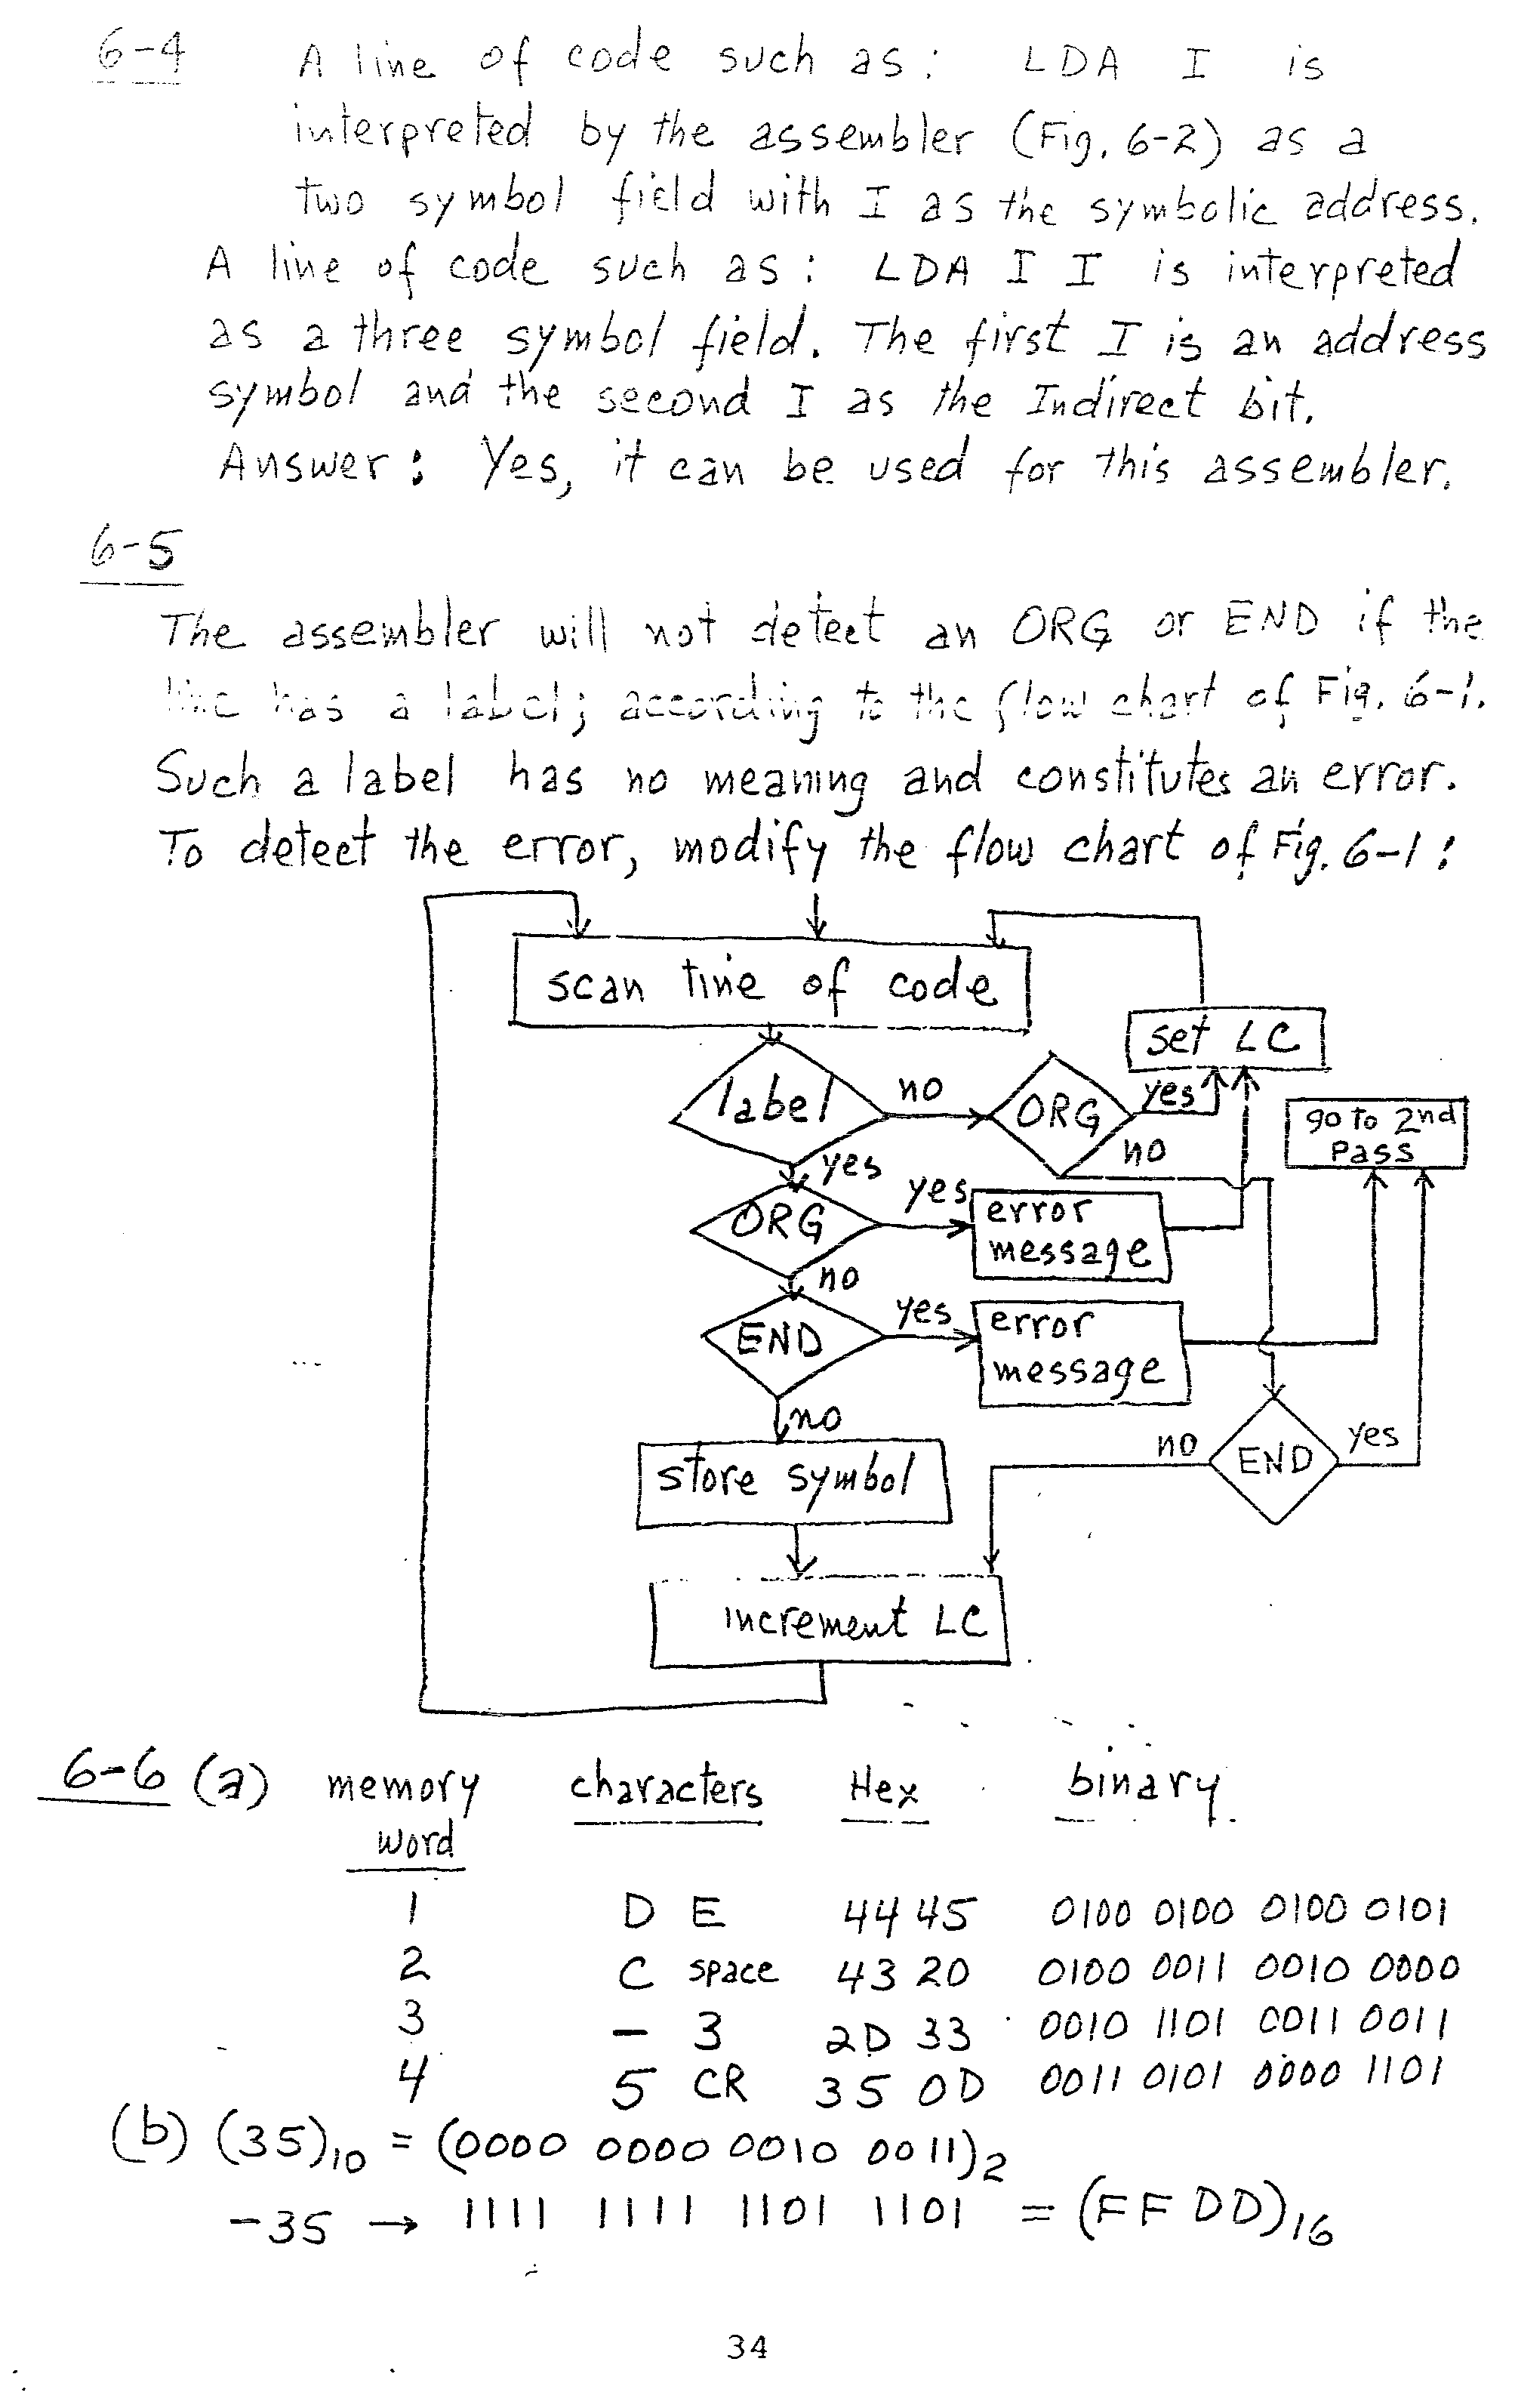 6-4 A line of code such as: LDA I is
interpreted by the assembler (Fig. 6-2) as a
two symbol field with I as the symbolic address.
A line of code such as: LDA I I is interpreted
as a three symbol field. The first I is an address
symbol and the second I as the Indirect bit.
Answer: Yes, it can be used for this assembler.
6-5
The assembler will not detect an ORG or END if the
line has a label; according to the flow chart of Fig. 6-1.
Such a label has no meaning and constitutes an error.
To detect the error, modify the flow chart of Fig. 6-1:
scan line of code
set LC
label no ORG yes
go to 2nd
Pass
yes no
ORG yes error
message
no
END yes error
message
no
no END yes
store symbol
increment LC
6-6 (a) memory characters Hex binary
word
1 D E 44 45 0100 0100 0100 0101
2 C space 43 20 0100 0011 0010 0000
3 - 3 2D 33 0010 1101 0011 0011
4 5 CR 35 0D 0011 0101 0000 1101
(b) (35)10 = (0000 0000 0010 0011)2
-35 → 1111 1111 1101 1101 = (FF DD)16
34